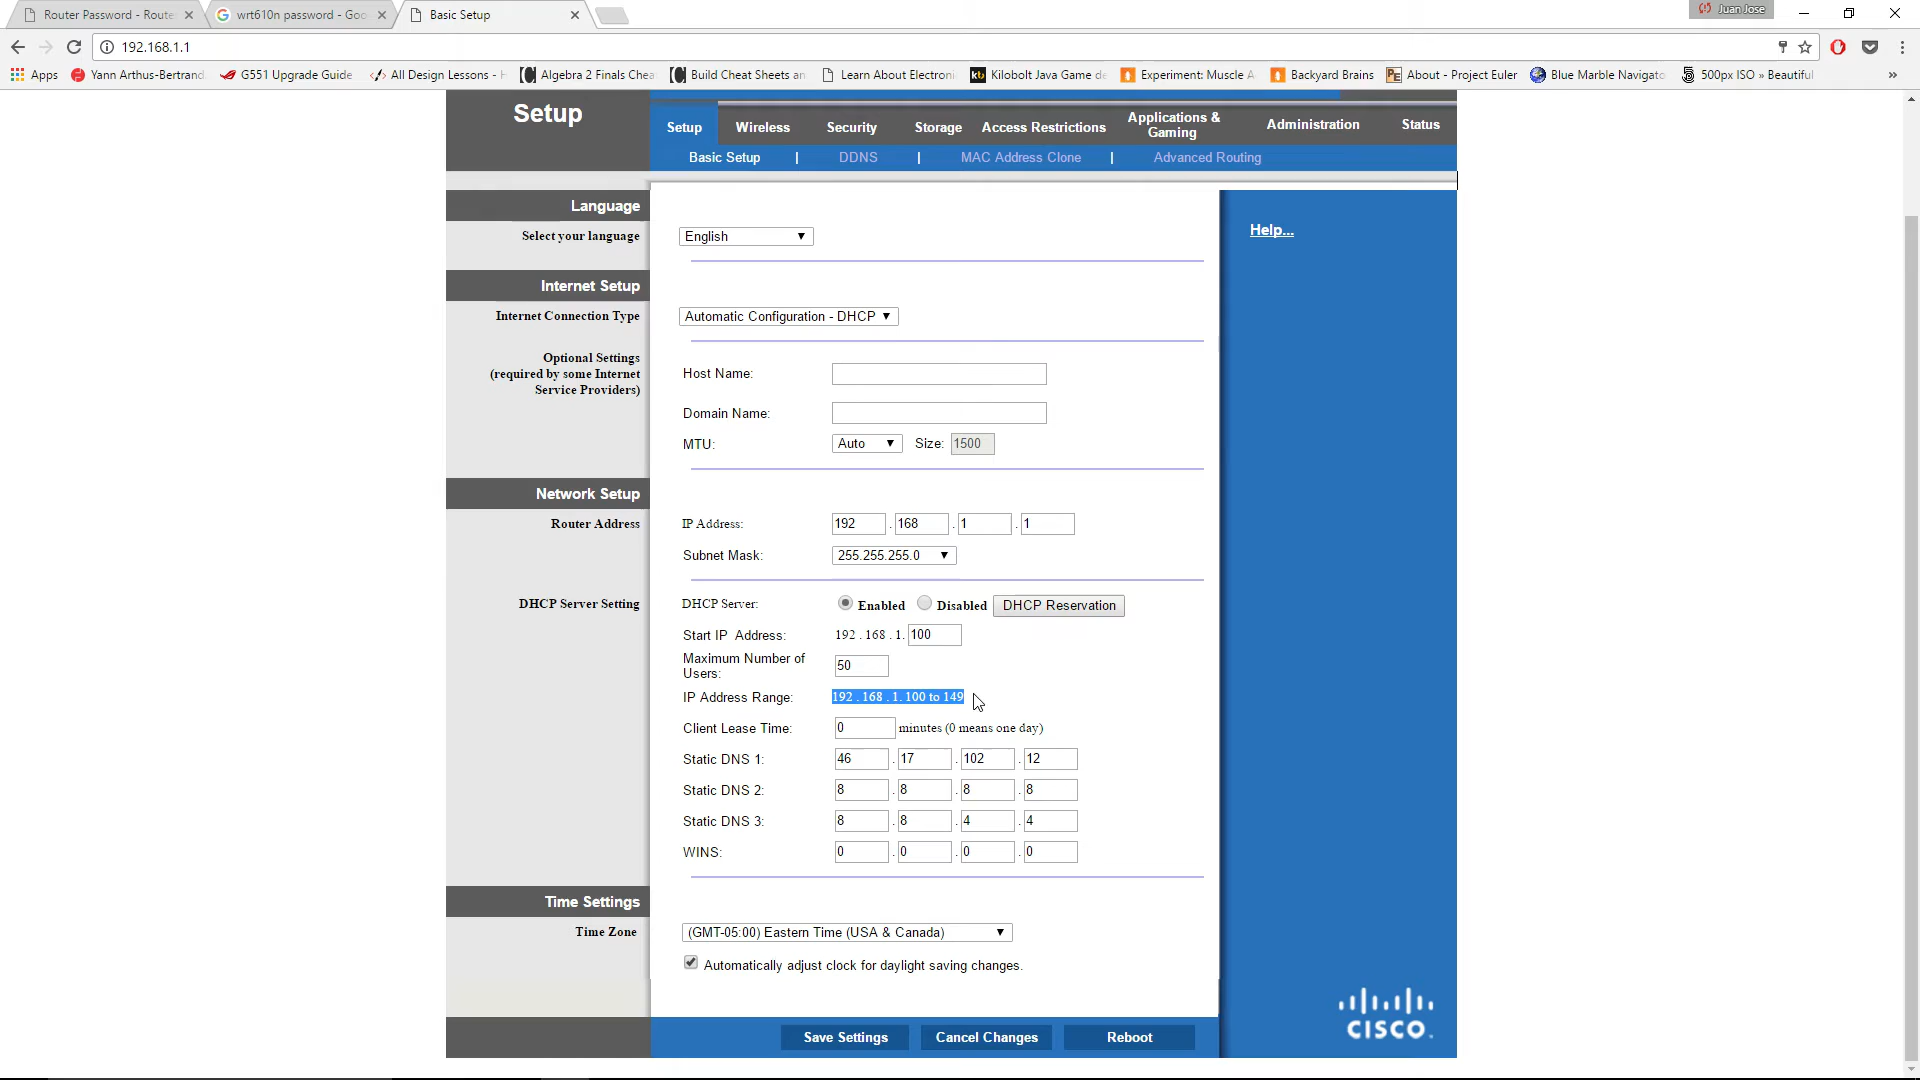 Router Password - Route
wrt610n password - Goo
Basic Setup
Juan Jose
192.168.1.1
Apps
Yann Arthus-Bertrand
G551 Upgrade Guide
All Design Lessons -
Algebra 2 Finals Chea
Build Cheat Sheets an
Learn About Electroni
Kilobolt Java Game de
Experiment: Muscle A
Backyard Brains
About - Project Euler
Blue Marble Navigato
500px ISO » Beautiful
»
Setup
Setup
Wireless
Security
Storage
Access Restrictions
Applications &
Gaming
Administration
Status
Basic Setup | DDNS | MAC Address Clone | Advanced Routing
Language
Select your language
English
Help...
Internet Setup
Internet Connection Type
Automatic Configuration - DHCP
Optional Settings
(required by some Internet
Service Providers)
Host Name:
Domain Name:
MTU: Auto Size: 1500
Network Setup
Router Address
IP Address: 192 . 168 . 1 . 1
Subnet Mask: 255.255.255.0
DHCP Server Setting
DHCP Server: Enabled Disabled DHCP Reservation
Start IP Address: 192 . 168 . 1. 100
Maximum Number of
Users: 50
IP Address Range: 192 . 168 . 1. 100 to 149
Client Lease Time: 0 minutes (0 means one day)
Static DNS 1: 46 . 17 . 102 . 12
Static DNS 2: 8 . 8 . 8 . 8
Static DNS 3: 8 . 8 . 4 . 4
WINS: 0 . 0 . 0 . 0
Time Settings
Time Zone
(GMT-05:00) Eastern Time (USA & Canada)
Automatically adjust clock for daylight saving changes.
CISCO.
Save Settings
Cancel Changes
Reboot